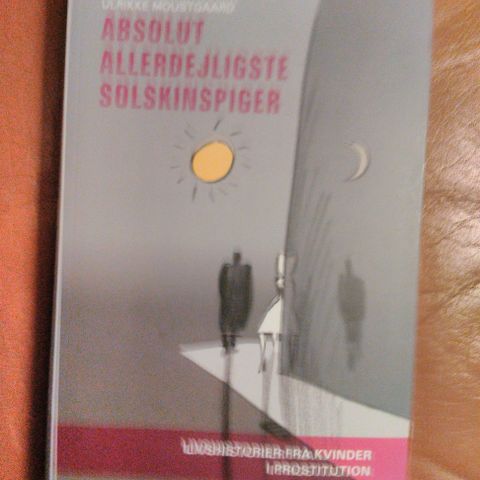 ULRIKKE MOUSTGAARD
ABSOLUT
ALLERDEJLIGSTE
SOLSKINSPIGER
LIVSHISTORIER FRA KVINDER
I PROSTITUTION